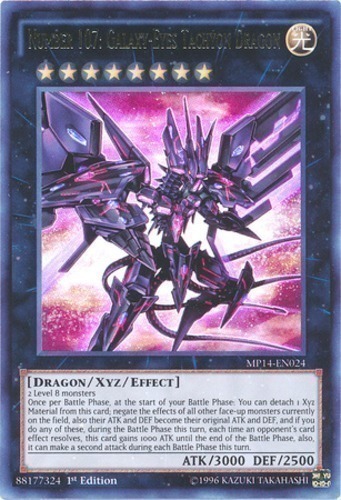 NUMBER 107: GALAXY-EYES TACHYON DRAGON
MP14-EN024
[DRAGON/XYZ/EFFECT]
2 Level 8 monsters
Once per Battle Phase, at the start of your Battle Phase: You can detach 1 Xyz
Material from this card; negate the effects of all other face-up monsters currently
on the field, also their ATK and DEF become their original ATK and DEF, and if you
do any of these, during the Battle Phase this turn, each time an opponent's card
effect resolves, this card gains 1000 ATK until the end of the Battle Phase, also,
it can make a second attack during each Battle Phase this turn.
ATK/3000 DEF/2500
88177324 1st Edition ©1996 KAZUKI TAKAHASHI